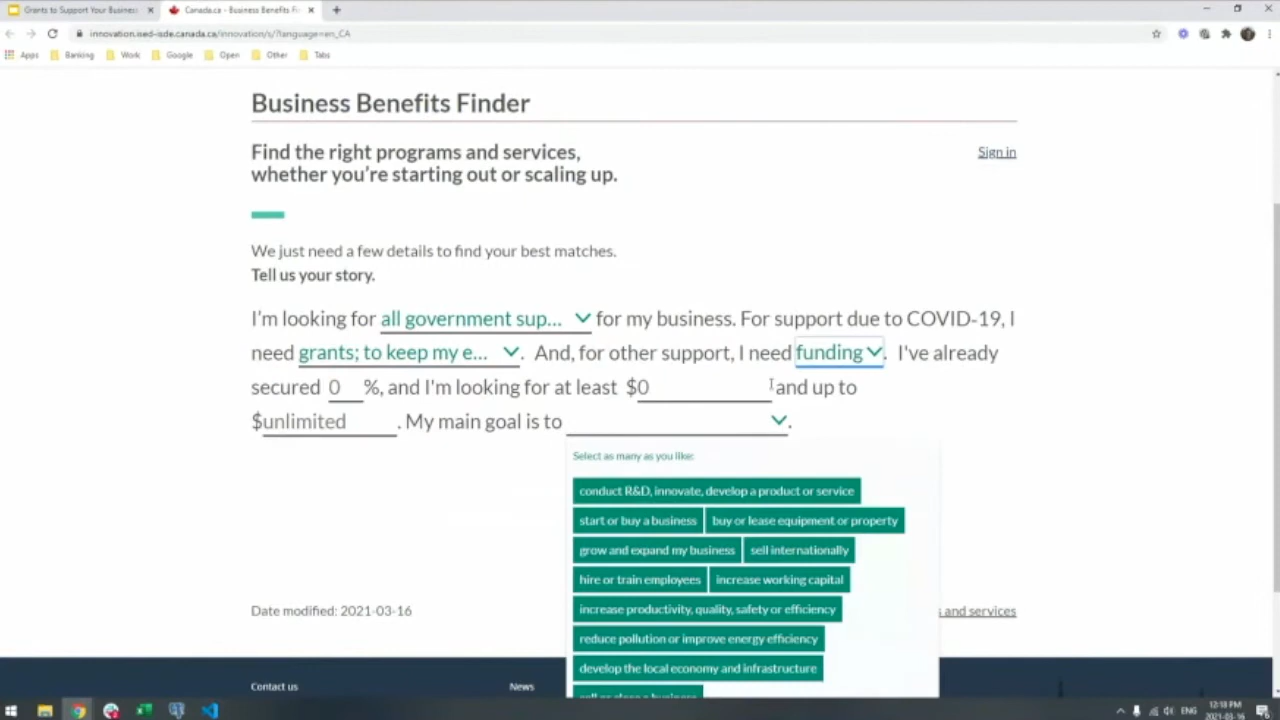 Grants to Support Your Business
Canada.ca - Business Benefits Fi
innovation.ised-isde.canada.ca/innovation/s/?language=en_CA
Apps Banking Work Google Open Other Tabs
Business Benefits Finder
Find the right programs and services,
whether you're starting out or scaling up.
Sign in
We just need a few details to find your best matches.
Tell us your story.
I'm looking for all government sup... for my business. For support due to COVID-19, I
need grants; to keep my e... . And, for other support, I need funding. I've already
secured 0 %, and I'm looking for at least $0 and up to
$unlimited . My main goal is to .
Select as many as you like:
conduct R&D, innovate, develop a product or service
start or buy a business buy or lease equipment or property
grow and expand my business sell internationally
hire or train employees increase working capital
increase productivity, quality, safety or efficiency
reduce pollution or improve energy efficiency
develop the local economy and infrastructure
Date modified: 2021-03-16
s and services
Contact us
News
ENG
12:18 PM
2021-03-16